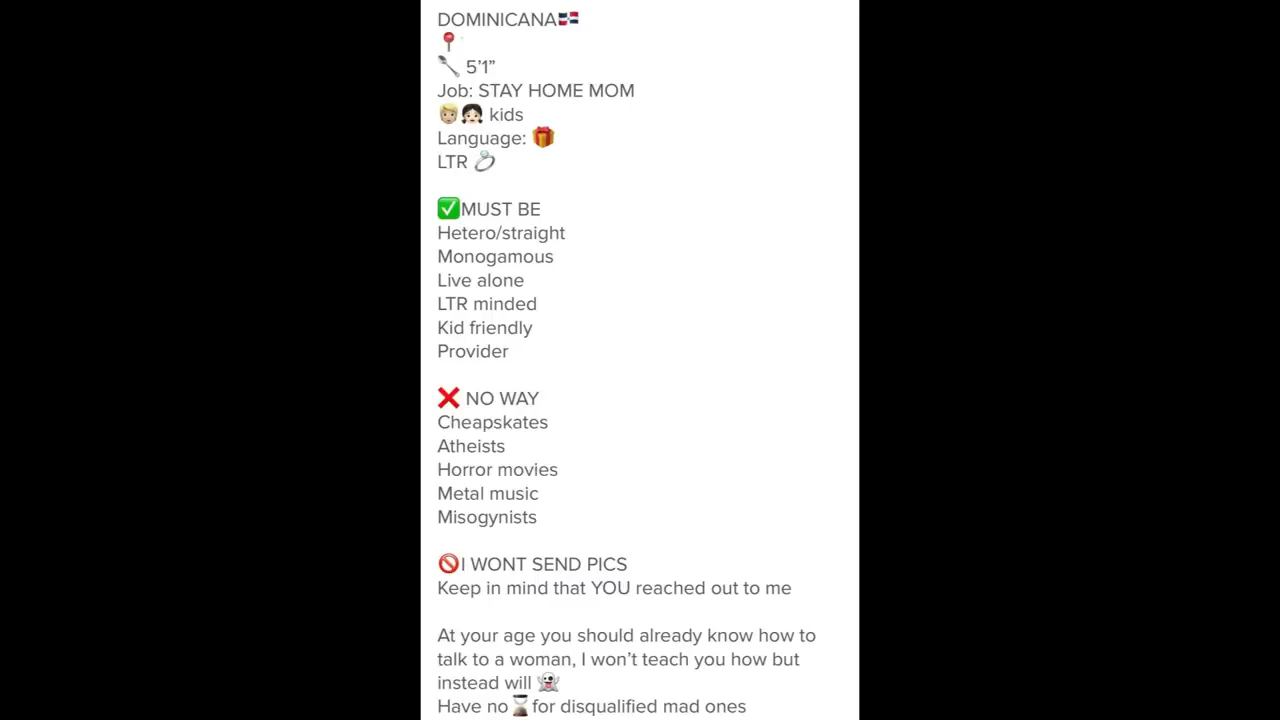 DOMINICANA🇩🇴
📍
🥄 5'1”
Job: STAY HOME MOM
👦🏼👧🏻 kids
Language: 🎁
LTR 💍
✅MUST BE
Hetero/straight
Monogamous
Live alone
LTR minded
Kid friendly
Provider
❌ NO WAY
Cheapskates
Atheists
Horror movies
Metal music
Misogynists
🚫I WONT SEND PICS
Keep in mind that YOU reached out to me
At your age you should already know how to
talk to a woman, I won’t teach you how but
instead will 👻
Have no⌛for disqualified mad ones